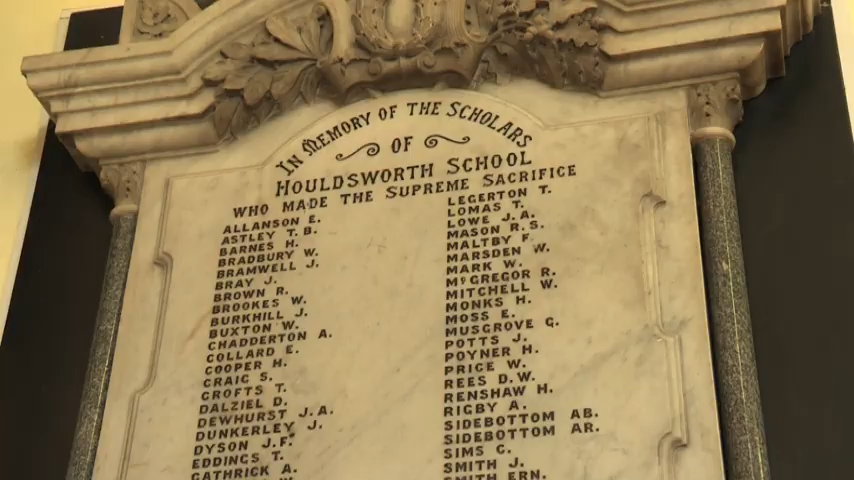 IN MEMORY OF THE SCHOLARS
OF
HOULDSWORTH SCHOOL
WHO MADE THE SUPREME SACRIFICE
ALLANSON E.
ASTLEY T.B.
BARNES H.
BRADBURY W.
BRAMWELL J.
BRAY J.
BROWN R.
BROOKES W.
BURKHILL J.
BUXTON W.
CHADDERTON A.
COLLARD E.
COOPER H.
CRAIG S.
CROFTS T.
DALZIEL D.
DEWHURST J.A.
DUNKERLEY J.
DYSON J.F.
EDDINGS T.
GATHRICK A.
LEGERTON T.
LOMAS T.
LOWE J.A.
MASON R.S.
MALTBY F.
MARSDEN W.
MARK W.
McGREGOR R.
MITCHELL W.
MONKS H.
MOSS E.
MUSGROVE G.
POTTS J.
POYNER H.
PRICE W.
REES D.W.
RENSHAW H.
RIGBY A.
SIDEBOTTOM AB.
SIDEBOTTOM AR.
SIMS G.
SMITH J.
SMITH ERN.